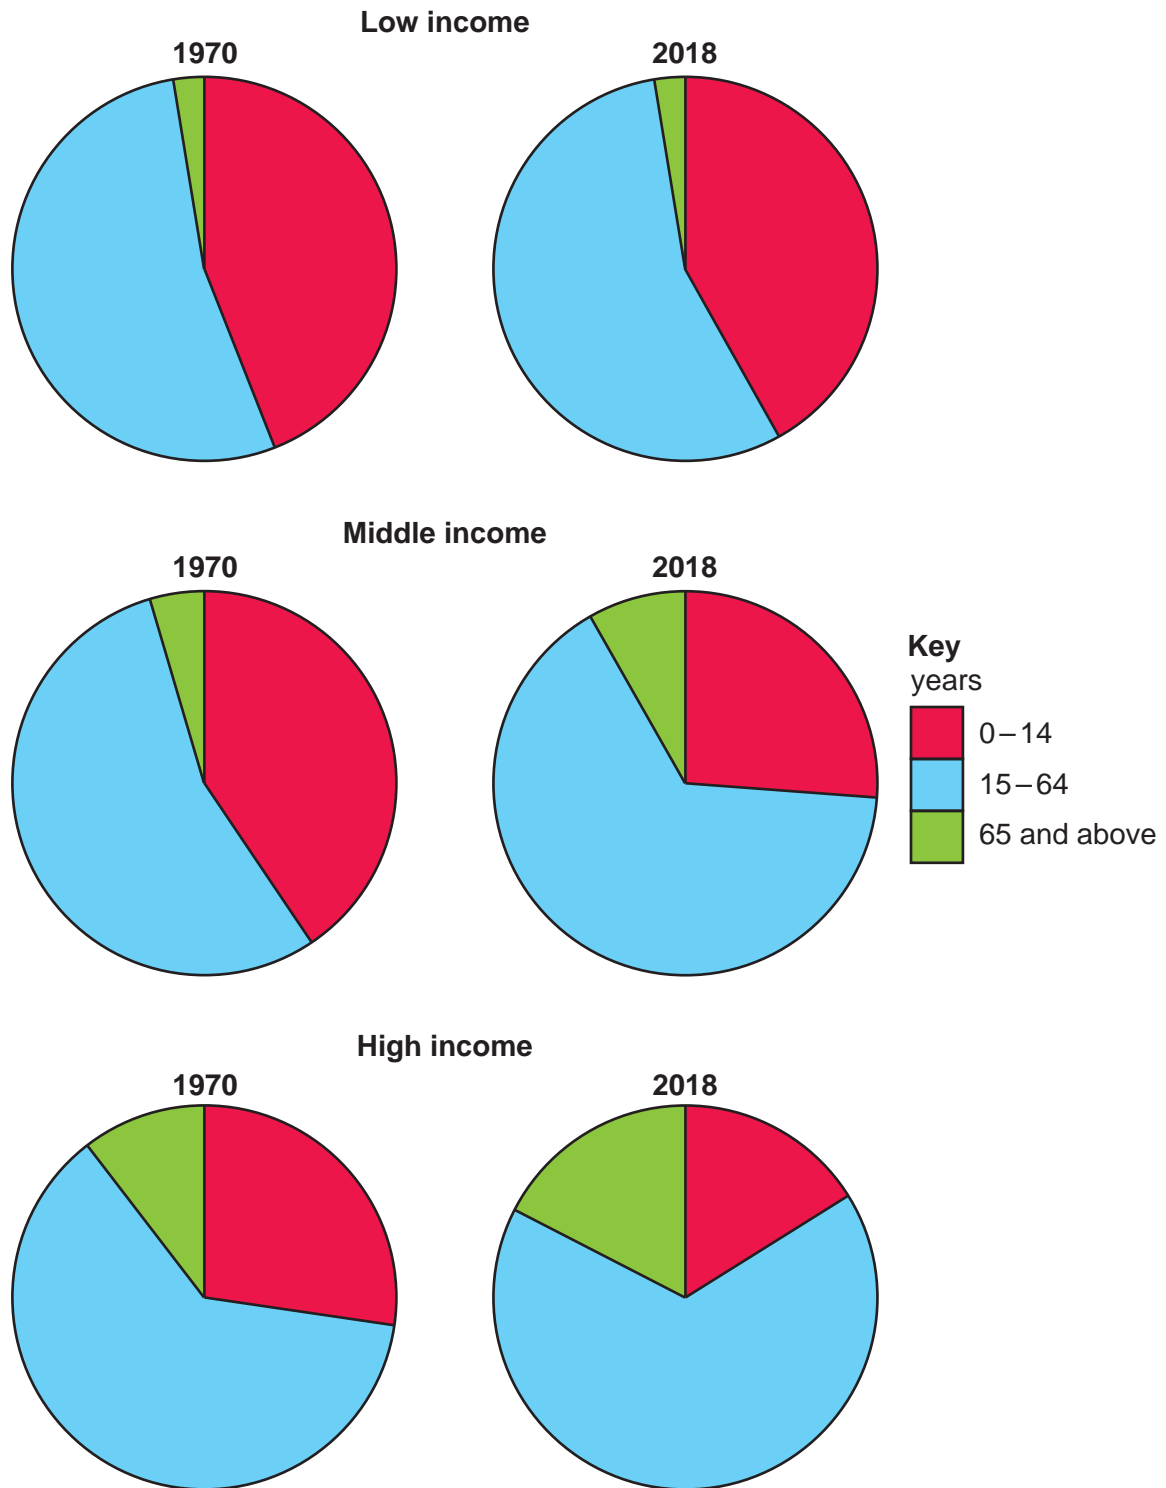 Low income
1970
2018
Middle income
1970
2018
Key
years
0–14
15–64
65 and above
High income
1970
2018